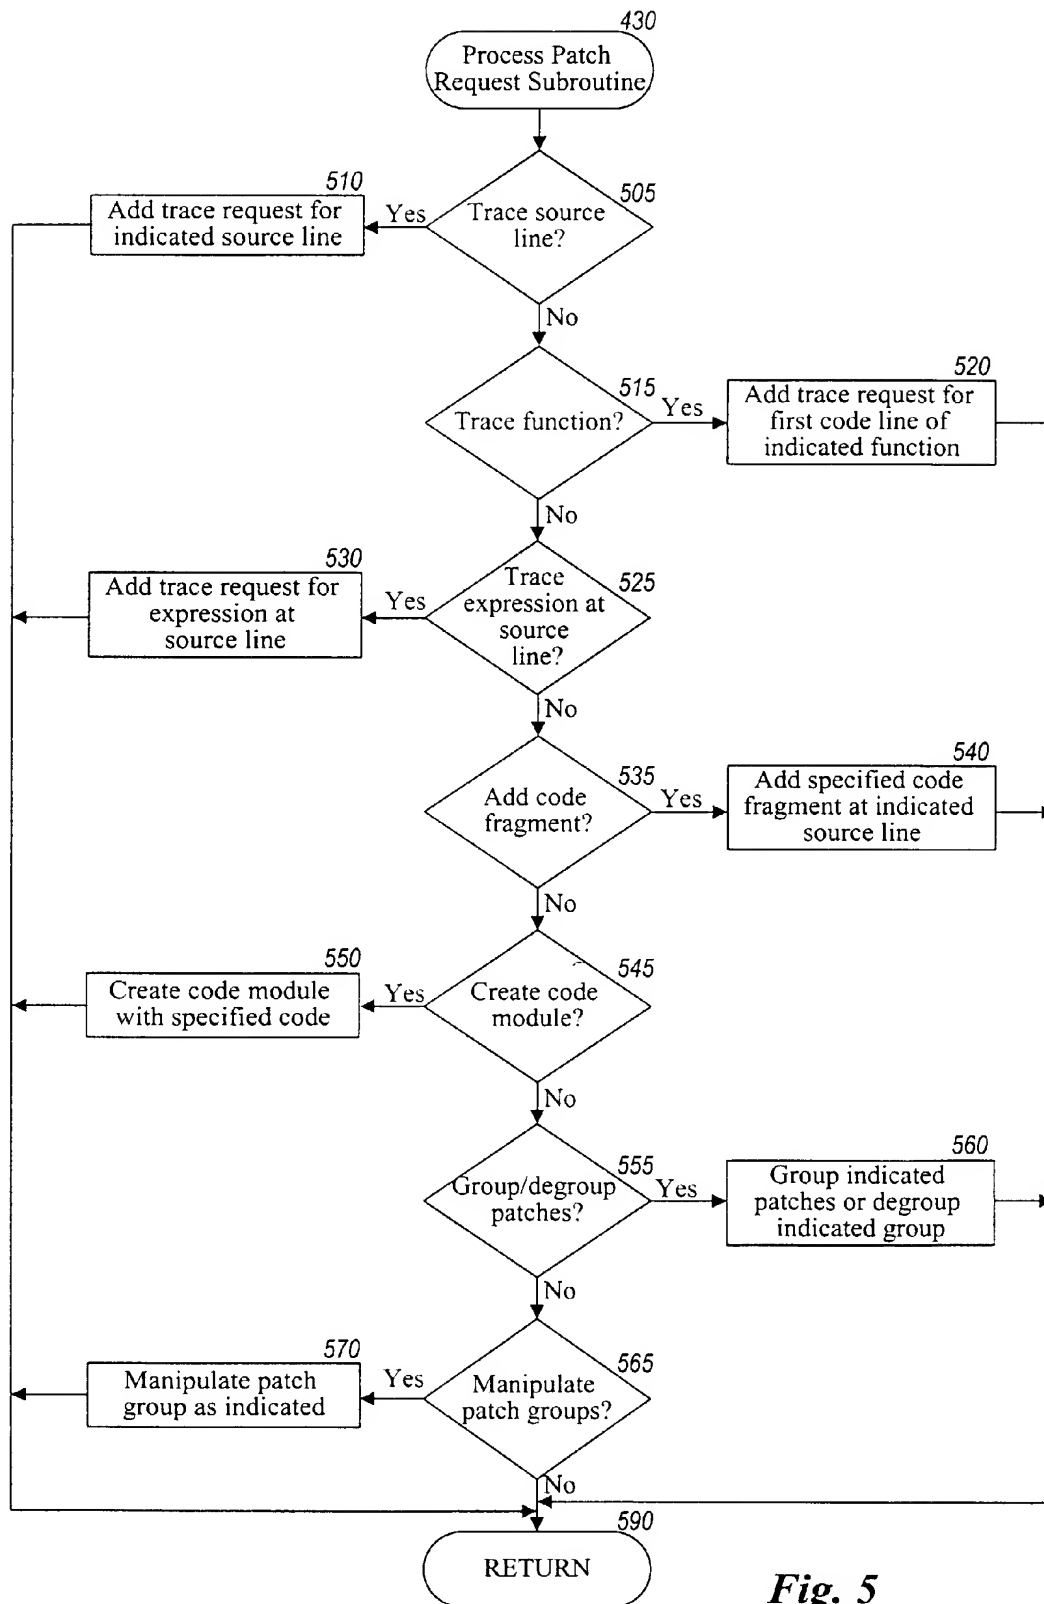 430
Process Patch
Request Subroutine
510
505
Add trace request for
indicated source line
Yes
Trace source
line?
No
520
515
Trace function?
Yes
Add trace request for
first code line of
indicated function
No
530
525
Add trace request for
expression at
source line
Yes
Trace
expression at
source
line?
No
540
535
Add code
fragment?
Yes
Add specified code
fragment at indicated
source line
No
550
545
Create code module
with specified code
Yes
Create code
module?
No
560
555
Group/degroup
patches?
Yes
Group indicated
patches or degroup
indicated group
No
570
565
Manipulate patch
group as indicated
Yes
Manipulate
patch groups?
No
590
RETURN
Fig. 5